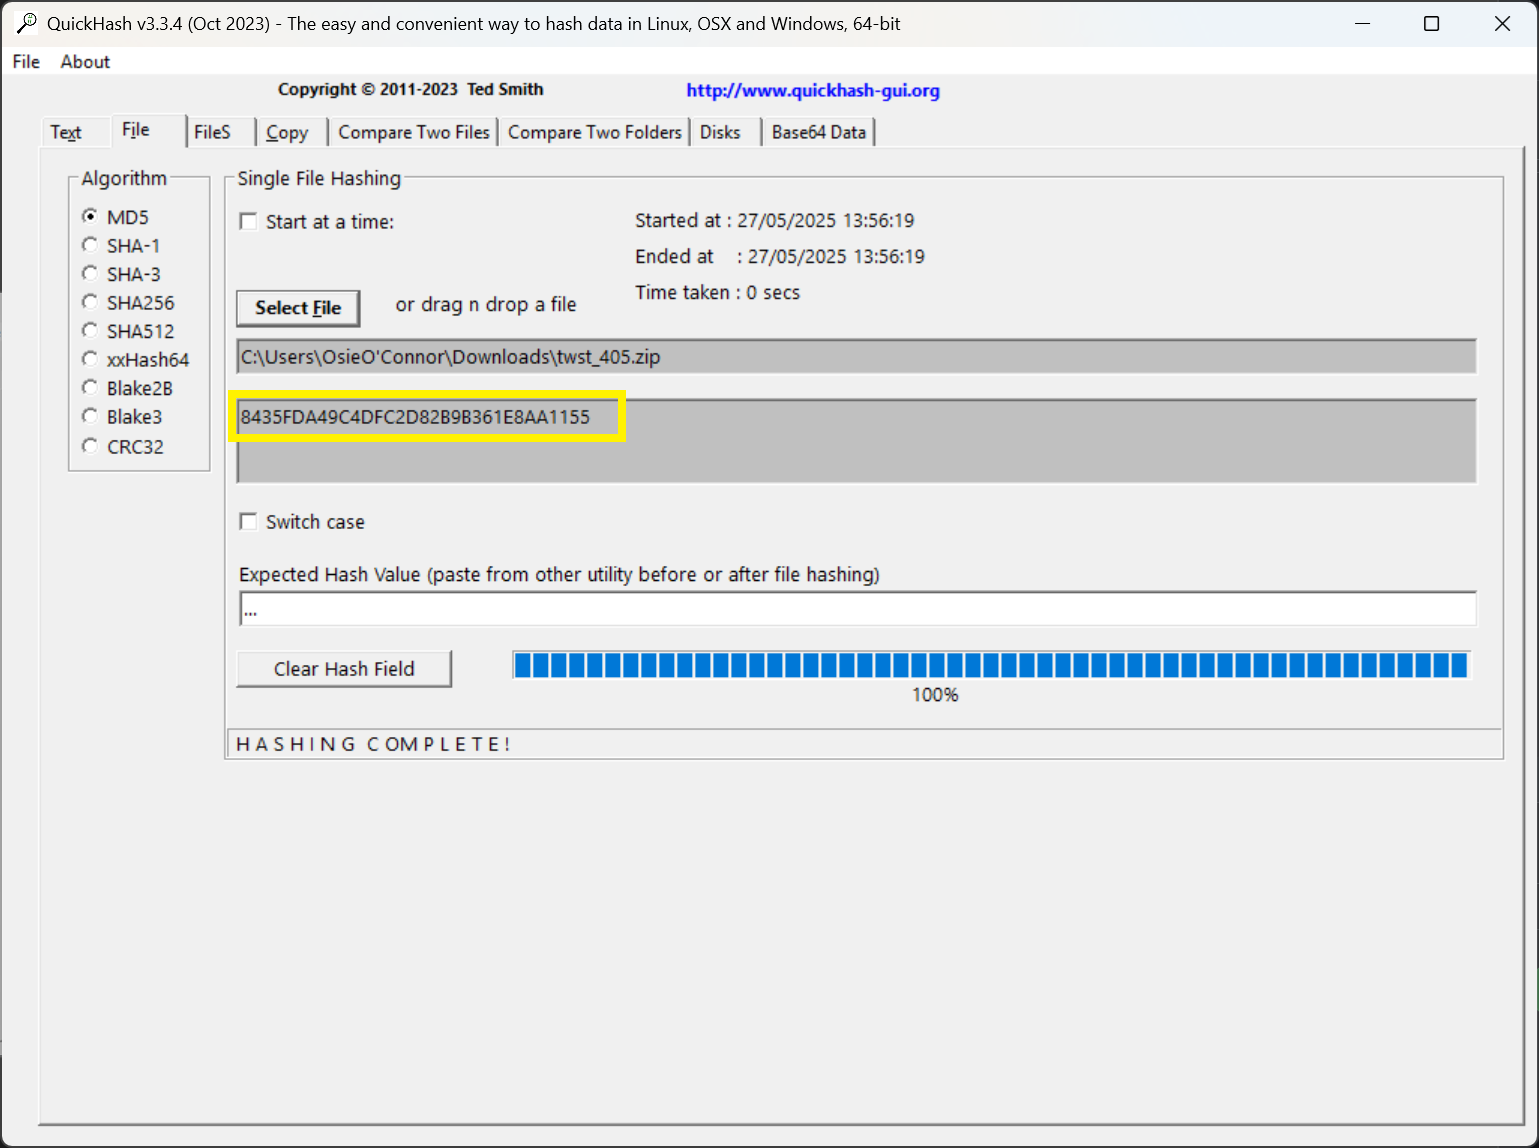 QuickHash v3.3.4 (Oct 2023) - The easy and convenient way to hash data in Linux, OSX and Windows, 64-bit
File About
Copyright © 2011-2023 Ted Smith http://www.quickhash-gui.org
Text File FileS Copy Compare Two Files Compare Two Folders Disks Base64 Data
Algorithm
MD5
SHA-1
SHA-3
SHA256
SHA512
xxHash64
Blake2B
Blake3
CRC32
Single File Hashing
Start at a time:
Started at : 27/05/2025 13:56:19
Ended at : 27/05/2025 13:56:19
Time taken : 0 secs
Select File or drag n drop a file
C:\Users\OsieO'Connor\Downloads\twst_405.zip
8435FDA49C4DFC2D82B9B361E8AA1155
Switch case
Expected Hash Value (paste from other utility before or after file hashing)
...
Clear Hash Field
100%
HASHING COMPLETE!